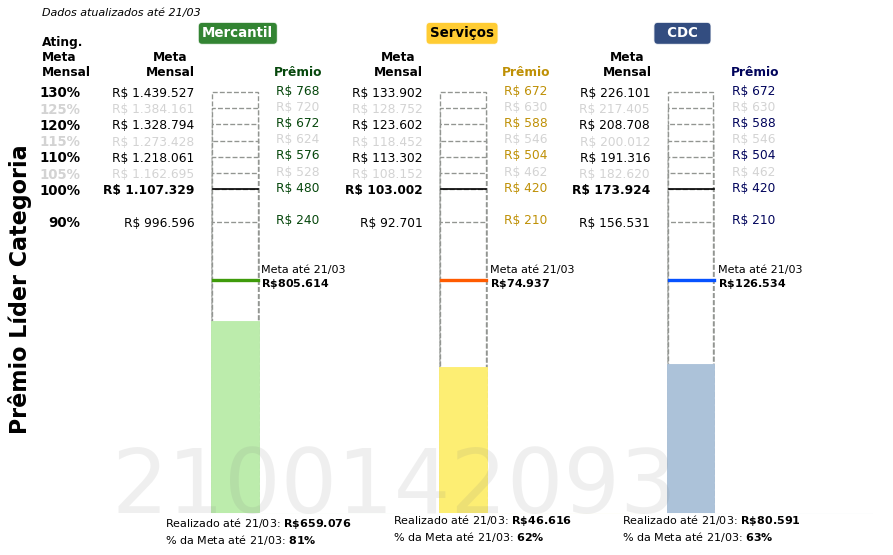 Dados atualizados até 21/03
Mercantil Serviços CDC
Ating.
Meta Meta Meta Meta
Mensal Mensal Prêmio Mensal Prêmio Mensal Prêmio
130% R$ 1.439.527 R$ 768 R$ 133.902 R$ 672 R$ 226.101 R$ 672
125% R$ 1.384.161 R$ 720 R$ 128.752 R$ 630 R$ 217.405 R$ 630
120% R$ 1.328.794 R$ 672 R$ 123.602 R$ 588 R$ 208.708 R$ 588
115% R$ 1.273.428 R$ 624 R$ 118.452 R$ 546 R$ 200.012 R$ 546
110% R$ 1.218.061 R$ 576 R$ 113.302 R$ 504 R$ 191.316 R$ 504
105% R$ 1.162.695 R$ 528 R$ 108.152 R$ 462 R$ 182.620 R$ 462
100% R$ 1.107.329 R$ 480 R$ 103.002 R$ 420 R$ 173.924 R$ 420
90% R$ 996.596 R$ 240 R$ 92.701 R$ 210 R$ 156.531 R$ 210
Meta até 21/03 Meta até 21/03 Meta até 21/03
R$805.614 R$74.937 R$126.534
Prêmio Líder Categoria
2100142093
Realizado até 21/03: R$659.076 Realizado até 21/03: R$46.616 Realizado até 21/03: R$80.591
% da Meta até 21/03: 81% % da Meta até 21/03: 62% % da Meta até 21/03: 63%